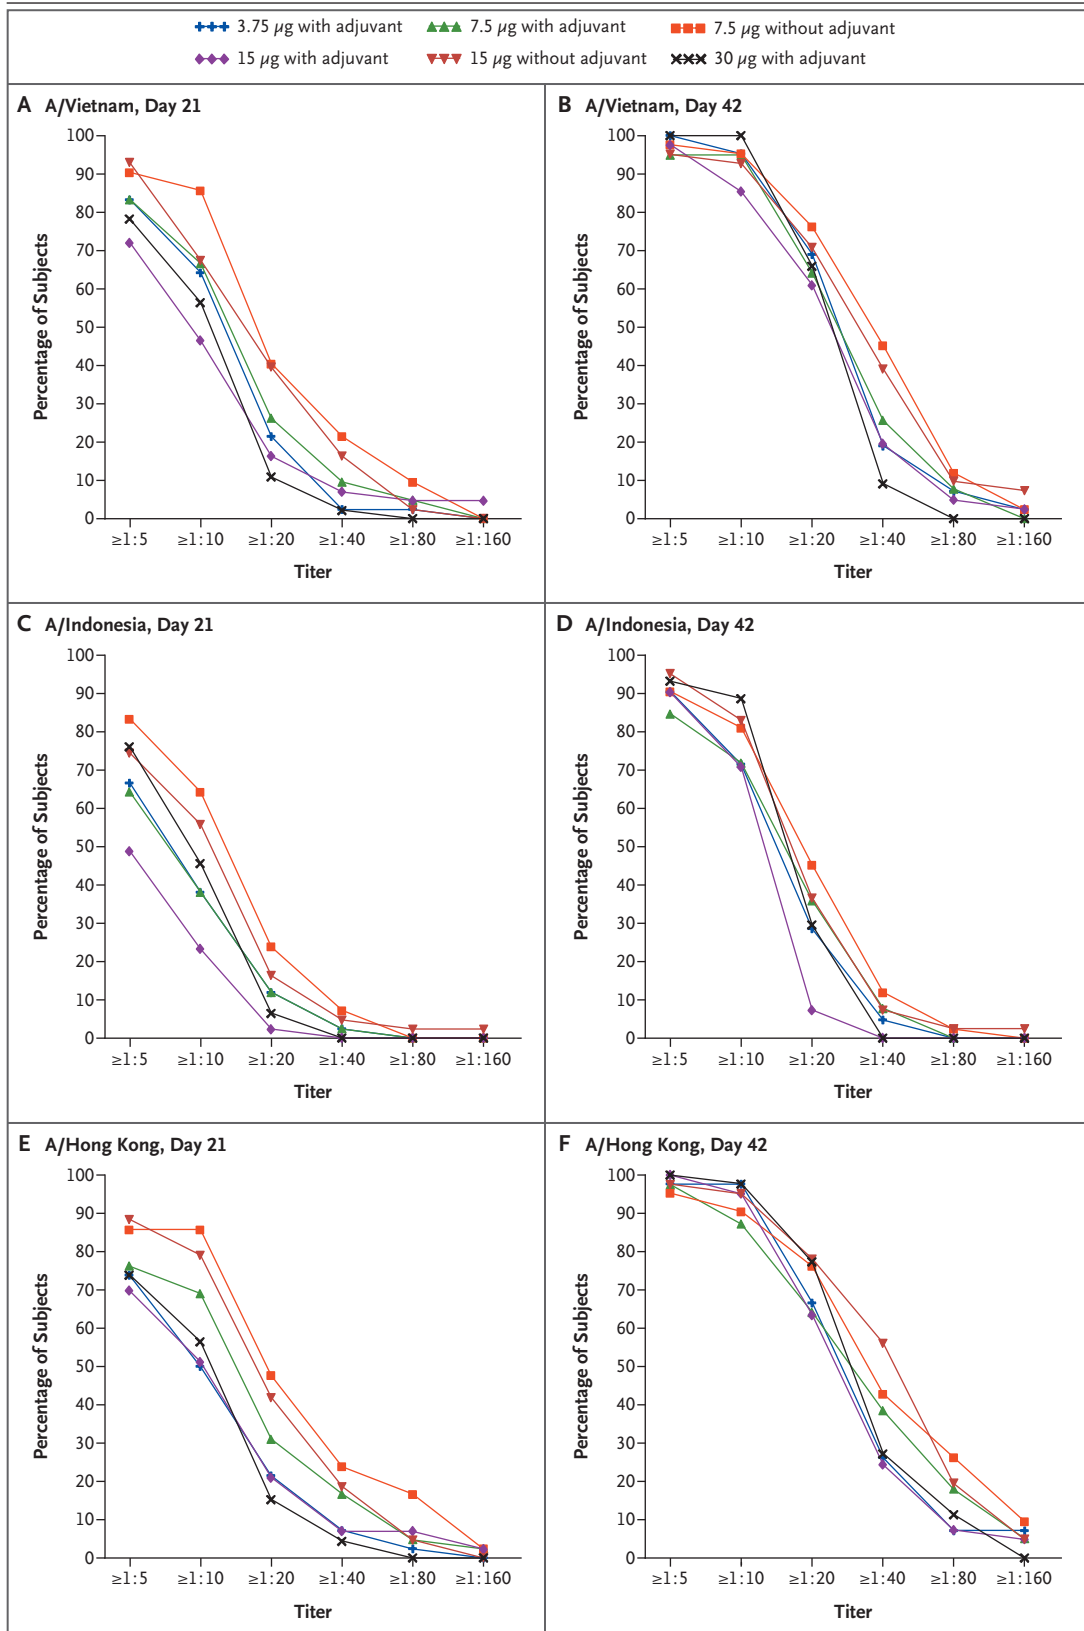 3.75 µg with adjuvant 7.5 µg with adjuvant 7.5 µg without adjuvant
15 µg with adjuvant 15 µg without adjuvant 30 µg with adjuvant
A A/Vietnam, Day 21
100
90
80
70
60
50
40
30
20
10
0
Percentage of Subjects
≥1:5 ≥1:10 ≥1:20 ≥1:40 ≥1:80 ≥1:160
Titer
B A/Vietnam, Day 42
100
90
80
70
60
50
40
30
20
10
0
Percentage of Subjects
≥1:5 ≥1:10 ≥1:20 ≥1:40 ≥1:80 ≥1:160
Titer
C A/Indonesia, Day 21
100
90
80
70
60
50
40
30
20
10
0
Percentage of Subjects
≥1:5 ≥1:10 ≥1:20 ≥1:40 ≥1:80 ≥1:160
Titer
D A/Indonesia, Day 42
100
90
80
70
60
50
40
30
20
10
0
Percentage of Subjects
≥1:5 ≥1:10 ≥1:20 ≥1:40 ≥1:80 ≥1:160
Titer
E A/Hong Kong, Day 21
100
90
80
70
60
50
40
30
20
10
0
Percentage of Subjects
≥1:5 ≥1:10 ≥1:20 ≥1:40 ≥1:80 ≥1:160
Titer
F A/Hong Kong, Day 42
100
90
80
70
60
50
40
30
20
10
0
Percentage of Subjects
≥1:5 ≥1:10 ≥1:20 ≥1:40 ≥1:80 ≥1:160
Titer